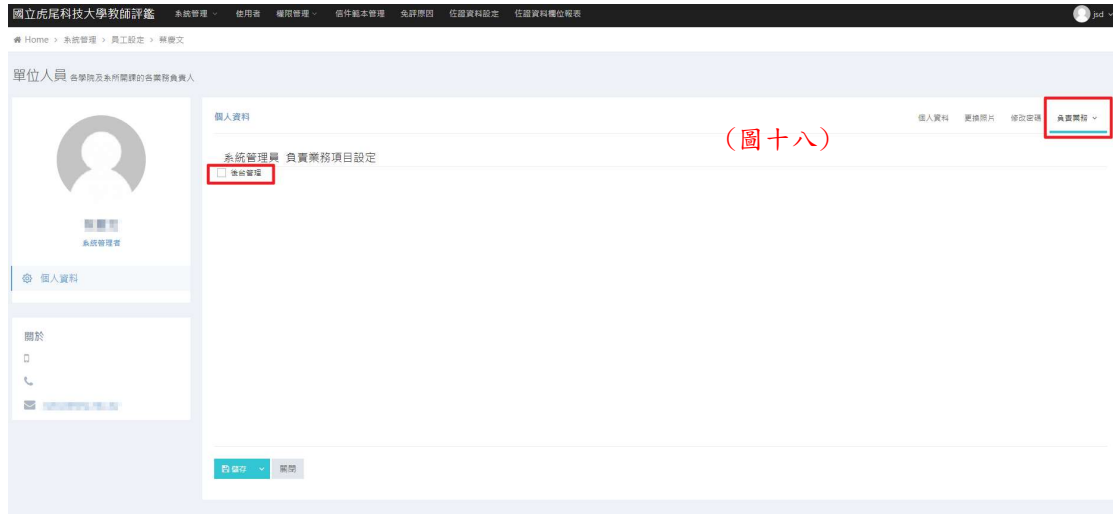 國立虎尾科技大學教師評鑑 系統管理 使用者 權限管理 信件範本管理 免評原因 佐證資料設定 佐證資料欄位報表 jsd
Home > 系統管理 > 員工設定 > 蔡慶文
單位人員 各學院及系所開課的各業務負責人
個人資料 個人資料 更換照片 修改密碼 負責業務
(圖十八)
系統管理員 負責業務項目設定
後台管理
系統管理者
個人資料
關於
儲存 關閉